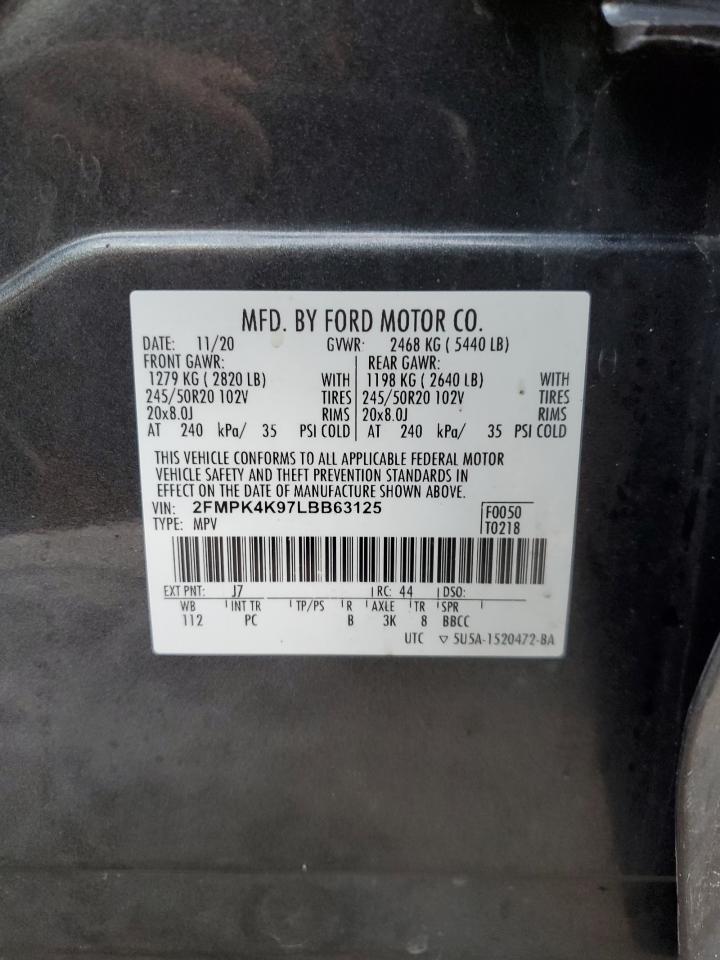 MFD. BY FORD MOTOR CO.
DATE: 11/20 GVWR: 2468 KG ( 5440 LB)
FRONT GAWR: REAR GAWR:
1279 KG ( 2820 LB) WITH 1198 KG ( 2640 LB) WITH
245/50R20 102V TIRES 245/50R20 102V TIRES
20x8.0J RIMS 20x8.0J RIMS
AT 240 kPa/ 35 PSI COLD AT 240 kPa/ 35 PSI COLD
THIS VEHICLE CONFORMS TO ALL APPLICABLE FEDERAL MOTOR
VEHICLE SAFETY AND THEFT PREVENTION STANDARDS IN
EFFECT ON THE DATE OF MANUFACTURE SHOWN ABOVE.
VIN: 2FMPK4K97LBB63125 F0050
TYPE: MPV T0218
EXT PNT: J7 RC: 44 DSO:
WB INT TR TP/PS R AXLE TR SPR
112 PC B 3K 8 BBCC
UTC ▽ 5U5A-1520472-BA